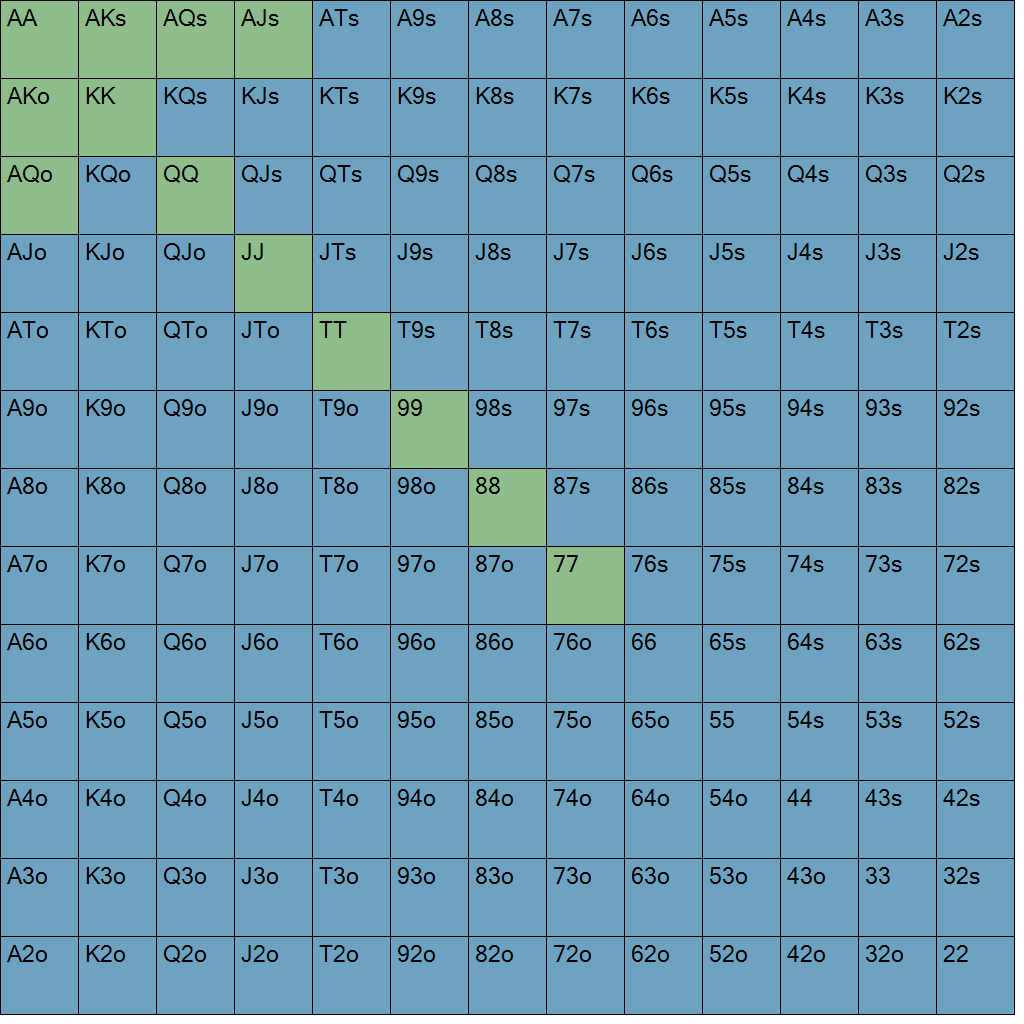 AA AKs AQs AJs ATs A9s A8s A7s A6s A5s A4s A3s A2s
AKo KK KQs KJs KTs K9s K8s K7s K6s K5s K4s K3s K2s
AQo KQo QQ QJs QTs Q9s Q8s Q7s Q6s Q5s Q4s Q3s Q2s
AJo KJo QJo JJ JTs J9s J8s J7s J6s J5s J4s J3s J2s
ATo KTo QTo JTo TT T9s T8s T7s T6s T5s T4s T3s T2s
A9o K9o Q9o J9o T9o 99 98s 97s 96s 95s 94s 93s 92s
A8o K8o Q8o J8o T8o 98o 88 87s 86s 85s 84s 83s 82s
A7o K7o Q7o J7o T7o 97o 87o 77 76s 75s 74s 73s 72s
A6o K6o Q6o J6o T6o 96o 86o 76o 66 65s 64s 63s 62s
A5o K5o Q5o J5o T5o 95o 85o 75o 65o 55 54s 53s 52s
A4o K4o Q4o J4o T4o 94o 84o 74o 64o 54o 44 43s 42s
A3o K3o Q3o J3o T3o 93o 83o 73o 63o 53o 43o 33 32s
A2o K2o Q2o J2o T2o 92o 82o 72o 62o 52o 42o 32o 22